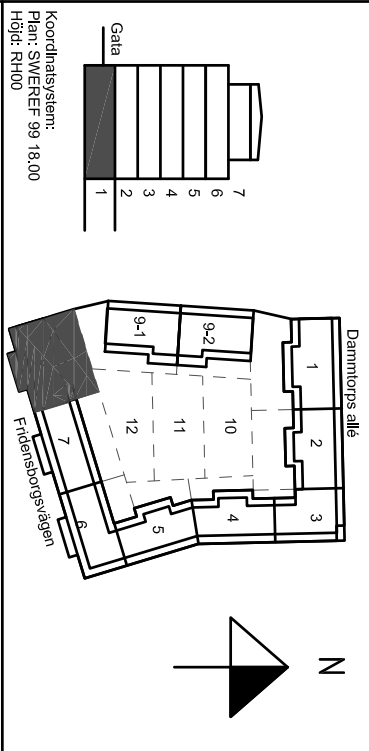 Gata
1
2
3
4
5
6
7
Koordinatsystem:
Plan: SWEREF 99 18.00
Höjd: RH00
Dammtorps allé
1
2
3
9-1
9-2
10
11
12
4
5
6
7
Fridensborgsvägen
N